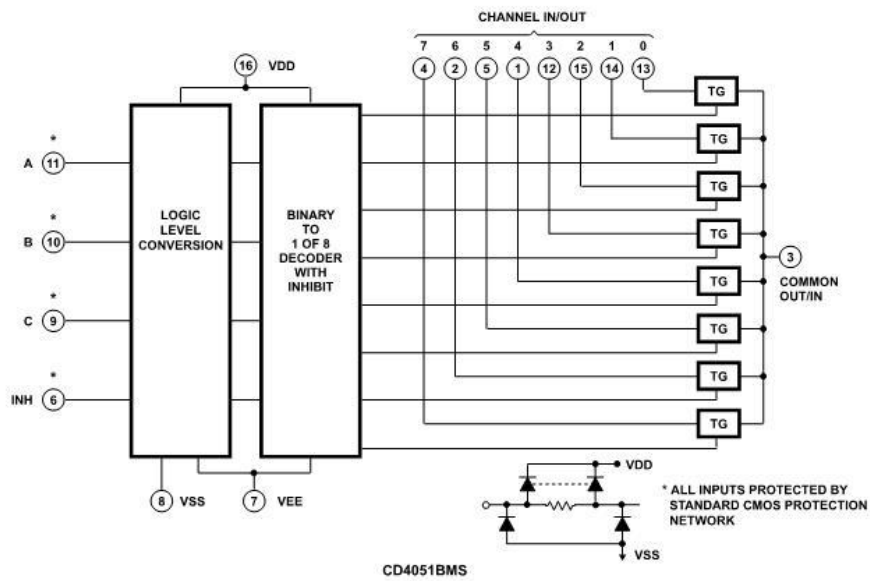 CHANNEL IN/OUT
7 6 5 4 3 2 1 0
4 2 5 1 12 15 14 13
16 VDD
TG
TG
TG
TG
TG
TG
TG
TG
* A 11
* B 10
* C 9
* INH 6
LOGIC
LEVEL
CONVERSION
BINARY
TO
1 OF 8
DECODER
WITH
INHIBIT
3
COMMON
OUT/IN
8 VSS
7 VEE
VDD
VSS
* ALL INPUTS PROTECTED BY
STANDARD CMOS PROTECTION
NETWORK
CD4051BMS